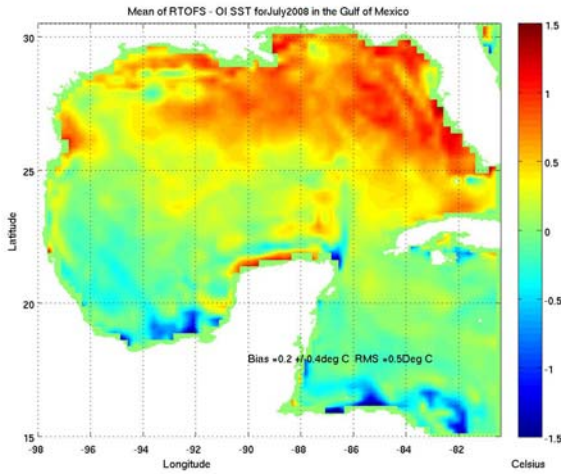 Mean of RTOFS - OI SST forJuly2008 in the Gulf of Mexico
30
25
20
15
Latitude
Bias =0.2 +/-0.4deg C RMS =0.5Deg C
-98 -96 -94 -92 -90 -88 -86 -84 -82
Longitude
1.5
1
0.5
0
-0.5
-1
-1.5
Celsius